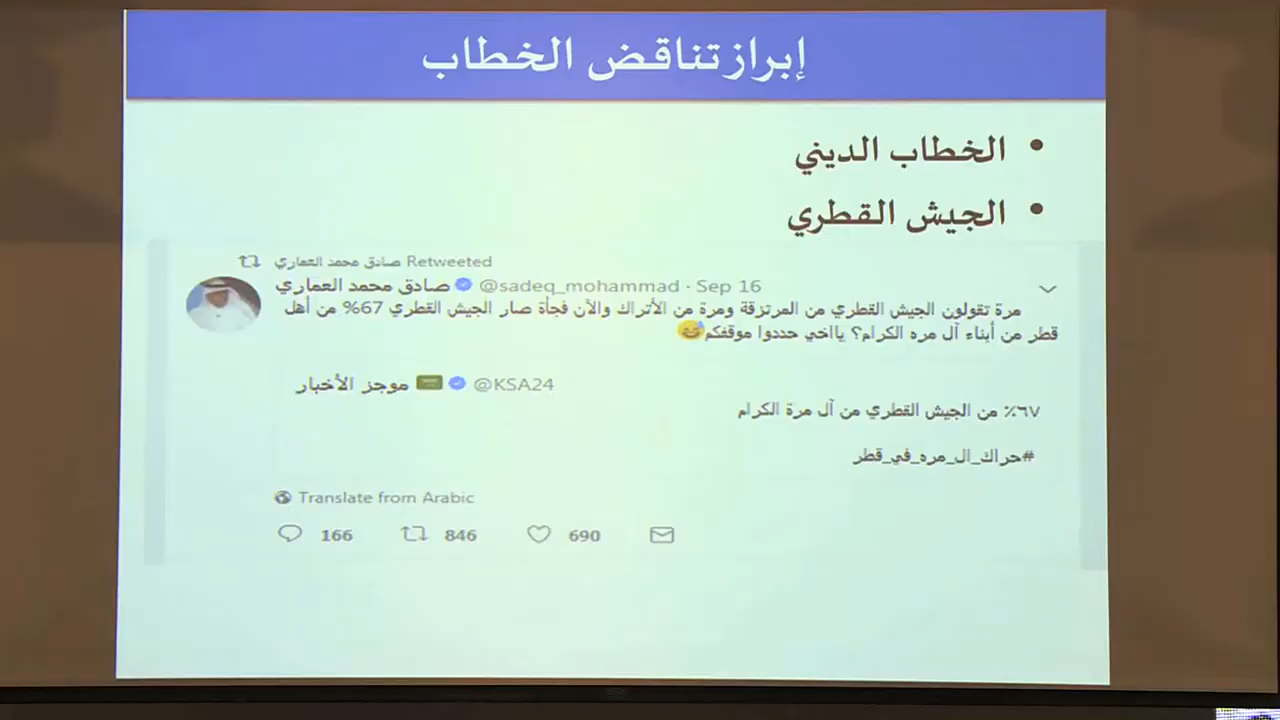 إبراز تناقض الخطاب
• الخطاب الديني
• الجيش القطري
صادق محمد العماري Retweeted
صادق محمد العماري @sadeq_mohammad · Sep 16
مرة تقولون الجيش القطري من المرتزقة ومرة من الأتراك والآن فجأة صار الجيش القطري 67% من أهل
قطر من أبناء آل مره الكرام؟ يااخي حددوا موقفكم😅
موجز الأخبار @KSA24
٦٧٪ من الجيش القطري من آل مرة الكرام
#حراك_ال_مره_في_قطر
Translate from Arabic
166 846 690